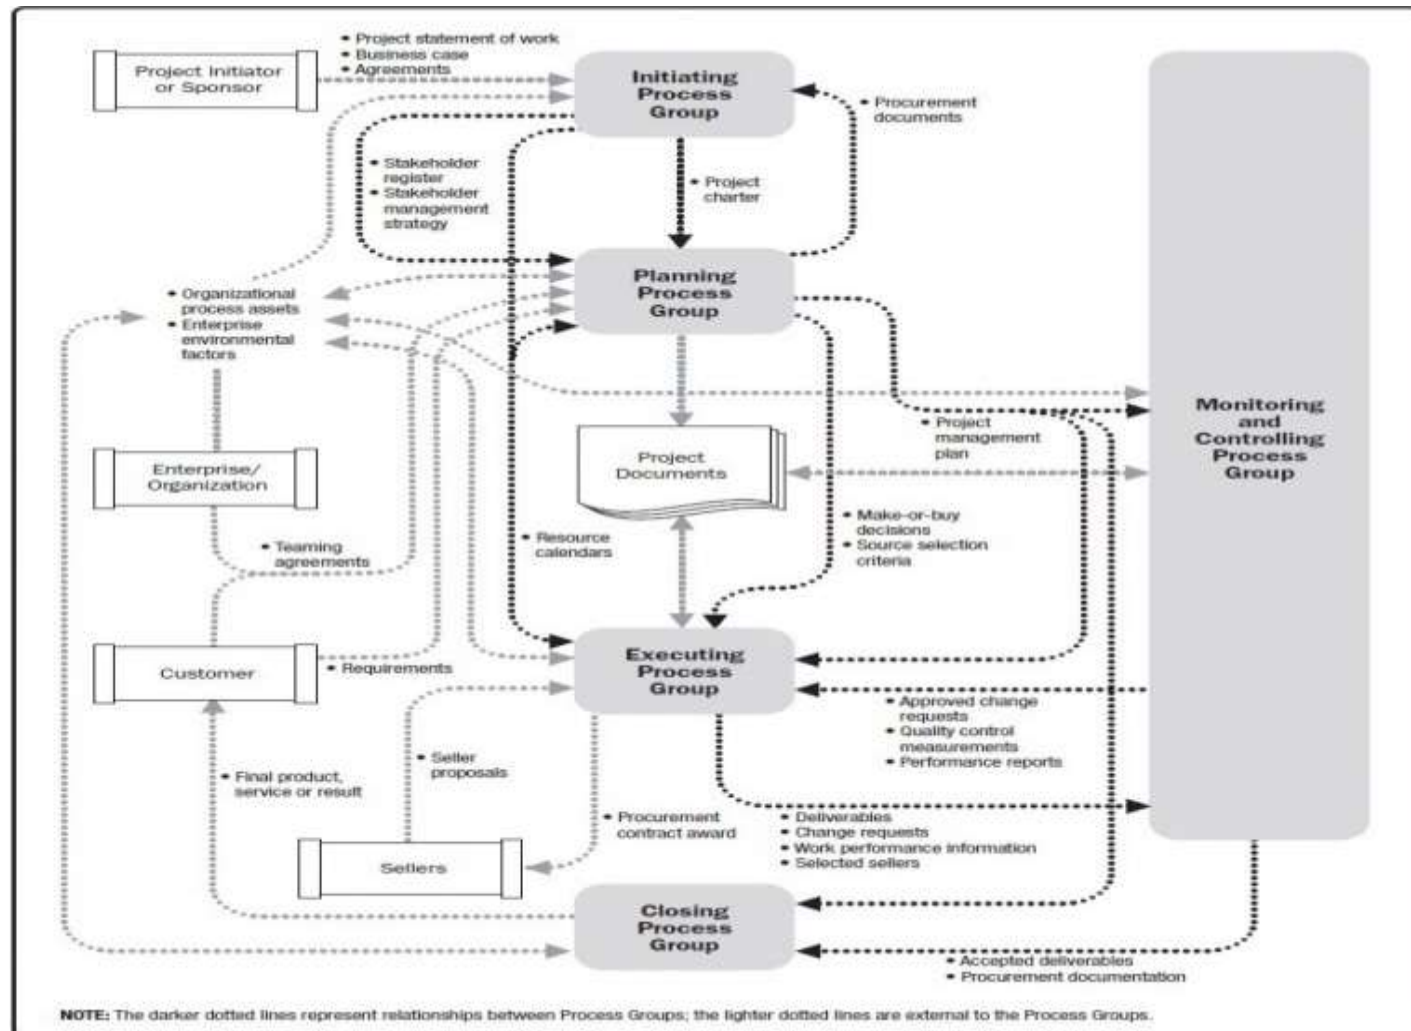 • Project statement of work
• Business case
• Agreements
Project Initiator
or Sponsor
Initiating
Process
Group
• Procurement
documents
• Stakeholder
register
• Stakeholder
management
strategy
• Project
charter
Planning
Process
Group
• Organizational
process assets
• Enterprise
environmental
factors
Monitoring
and
Controlling
Process
Group
• Project
management
plan
Project
Documents
Enterprise/
Organization
• Make-or-buy
decisions
• Source selection
criteria
• Resource
calendars
• Teaming
agreements
Executing
Process
Group
Customer
• Requirements
• Approved change
requests
• Quality control
measurements
• Performance reports
• Seller
proposals
• Final product,
service or result
• Procurement
contract award
• Deliverables
• Change requests
• Work performance information
• Selected sellers
Sellers
Closing
Process
Group
• Accepted deliverables
• Procurement documentation
NOTE: The darker dotted lines represent relationships between Process Groups; the lighter dotted lines are external to the Process Groups.